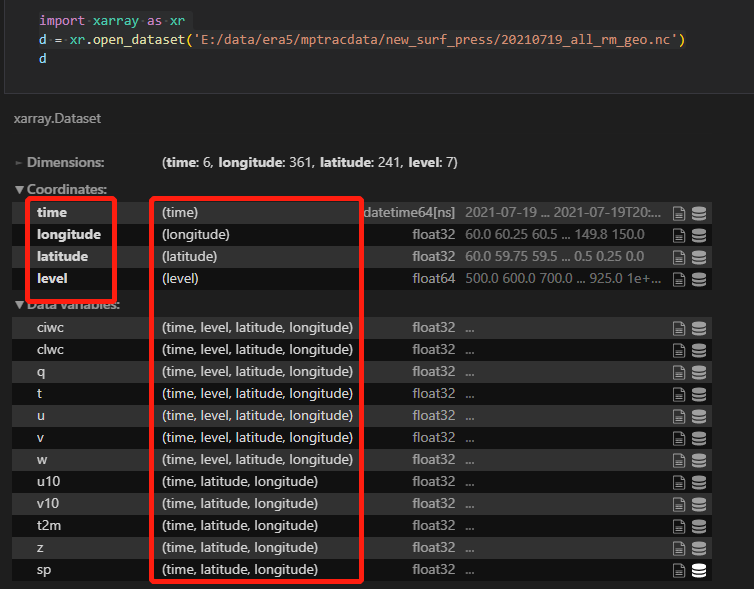 import xarray as xr
d = xr.open_dataset('E:/data/era5/mptracdata/new_surf_press/20210719_all_rm_geo.nc')
d
xarray.Dataset
► Dimensions: (time: 6, longitude: 361, latitude: 241, level: 7)
▼ Coordinates:
time (time) datetime64[ns] 2021-07-19 ... 2021-07-19T20:...
longitude (longitude) float32 60.0 60.25 60.5 ... 149.8 150.0
latitude (latitude) float32 60.0 59.75 59.5 ... 0.5 0.25 0.0
level (level) float64 500.0 600.0 700.0 ... 925.0 1e+...
▼ Data variables:
ciwc (time, level, latitude, longitude) float32 ...
clwc (time, level, latitude, longitude) float32 ...
q (time, level, latitude, longitude) float32 ...
t (time, level, latitude, longitude) float32 ...
u (time, level, latitude, longitude) float32 ...
v (time, level, latitude, longitude) float32 ...
w (time, level, latitude, longitude) float32 ...
u10 (time, latitude, longitude) float32 ...
v10 (time, latitude, longitude) float32 ...
t2m (time, latitude, longitude) float32 ...
z (time, latitude, longitude) float32 ...
sp (time, latitude, longitude) float32 ...